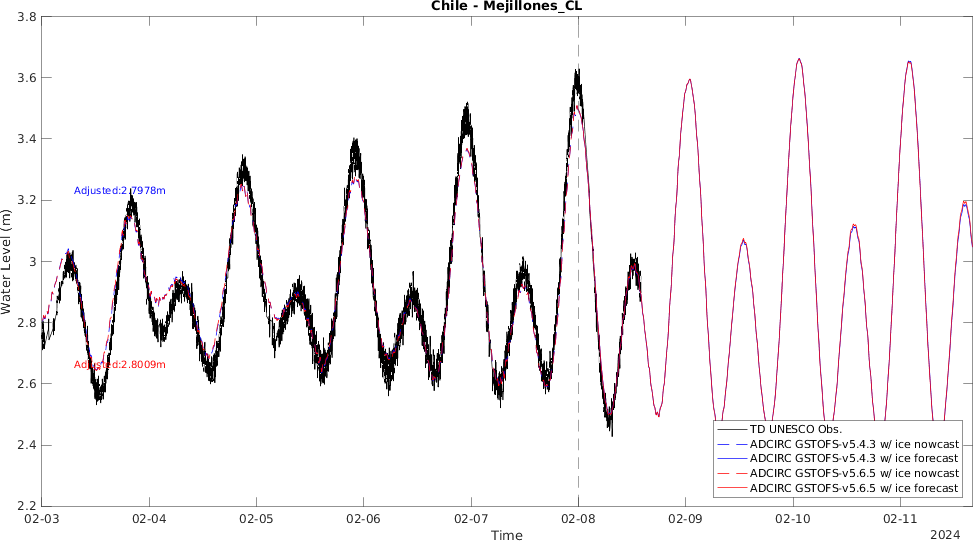 Chile - Mejillones_CL
3.8
3.6
3.4
3.2
3
2.8
2.6
2.4
2.2
Water Level (m)
Adjusted:2.7978m
Adjusted:2.8009m
TD UNESCO Obs.
ADCIRC GSTOFS-v5.4.3 w/ ice nowcast
ADCIRC GSTOFS-v5.4.3 w/ ice forecast
ADCIRC GSTOFS-v5.6.5 w/ ice nowcast
ADCIRC GSTOFS-v5.6.5 w/ ice forecast
02-03 02-04 02-05 02-06 02-07 02-08 02-09 02-10 02-11
Time
2024